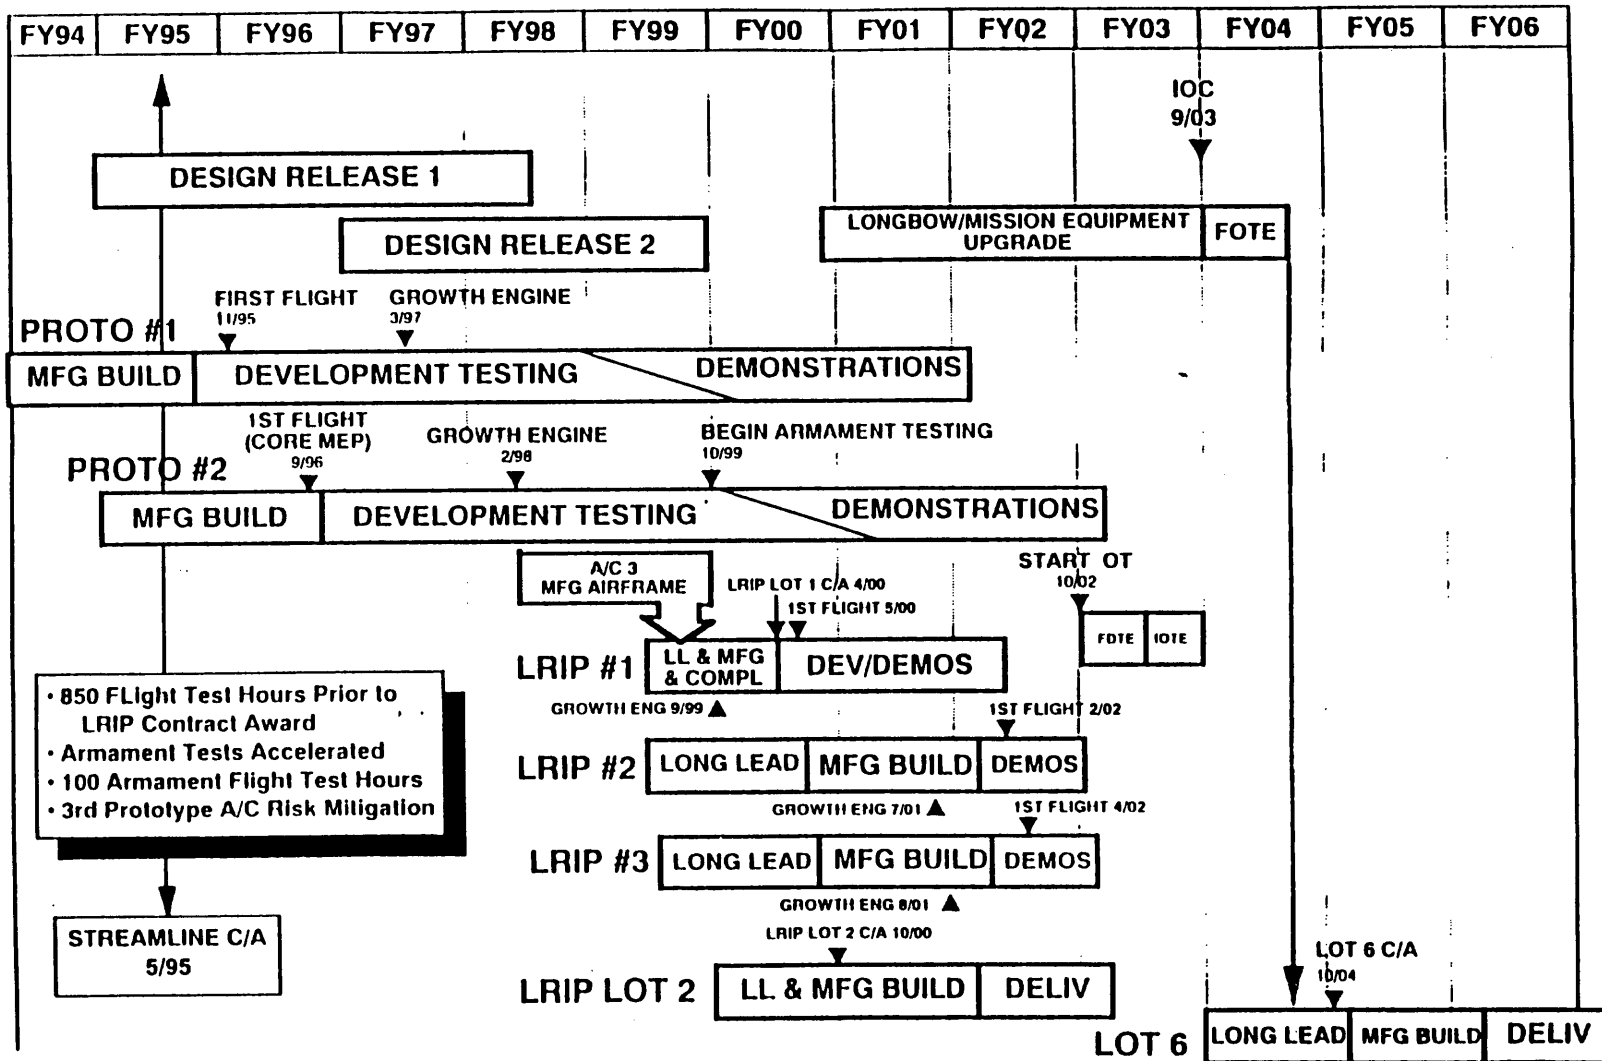 FY94 FY95 FY96 FY97 FY98 FY99 FY00 FY01 FY02 FY03 FY04 FY05 FY06
IOC
9/03
DESIGN RELEASE 1
DESIGN RELEASE 2
LONGBOW/MISSION EQUIPMENT
UPGRADE
FOTE
FIRST FLIGHT
11/95
GROWTH ENGINE
3/97
PROTO #1
MFG BUILD
DEVELOPMENT TESTING
DEMONSTRATIONS
1ST FLIGHT
(CORE MEP)
9/96
GROWTH ENGINE
2/98
BEGIN ARMAMENT TESTING
10/99
PROTO #2
MFG BUILD
DEVELOPMENT TESTING
DEMONSTRATIONS
A/C 3
MFG AIRFRAME
LRIP LOT 1 C/A 4/00
1ST FLIGHT 5/00
START OT
10/02
FDTE
IOTE
LRIP #1
LL & MFG
& COMPL
DEV/DEMOS
GROWTH ENG 9/99
1ST FLIGHT 2/02
• 850 FLight Test Hours Prior to
LRIP Contract Award
• Armament Tests Accelerated
• 100 Armament Flight Test Hours
• 3rd Prototype A/C Risk Mitigation
LRIP #2
LONG LEAD
MFG BUILD
DEMOS
GROWTH ENG 7/01
1ST FLIGHT 4/02
LRIP #3
LONG LEAD
MFG BUILD
DEMOS
GROWTH ENG 8/01
STREAMLINE C/A
5/95
LRIP LOT 2 C/A 10/00
LRIP LOT 2
LL & MFG BUILD
DELIV
LOT 6 C/A
10/04
LOT 6
LONG LEAD
MFG BUILD
DELIV